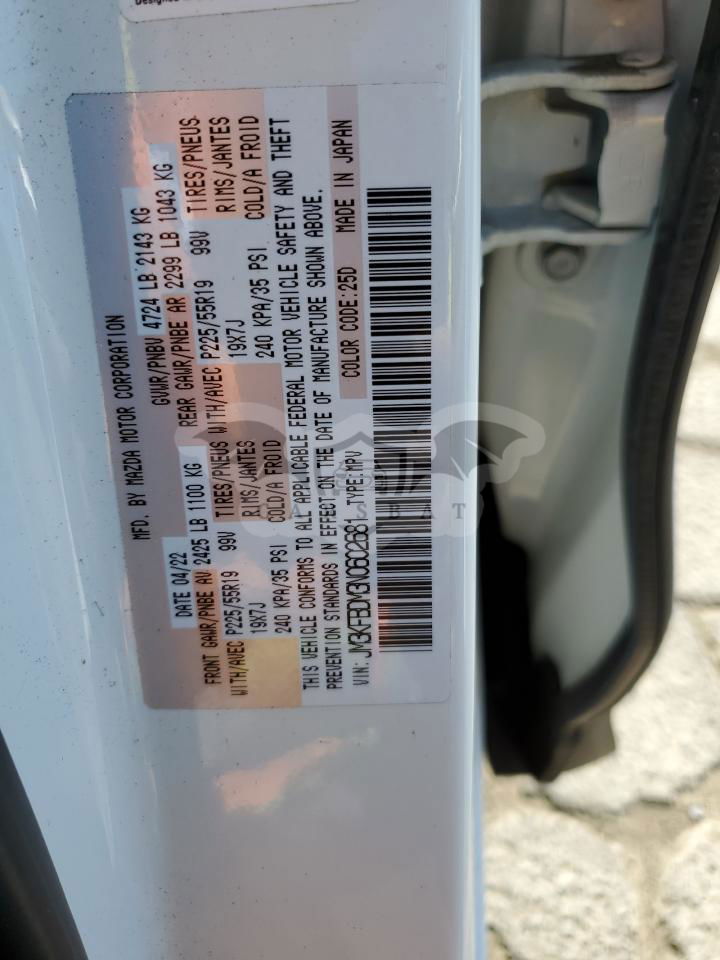 Designed
MFD. BY MAZDA MOTOR CORPORATION
DATE 04/22 GVWR/PNBV 4724 LB 2143 KG
FRONT GAWR/PNBE AV 2425 LB 1100 KG REAR GAWR/PNBE AR 2299 LB 1043 KG
WITH/AVEC P225/55R19 99V TIRES/PNEUS WITH/AVEC P225/55R19 99V TIRES/PNEUS
19X7J RIMS/JANTES 19X7J RIMS/JANTES
240 KPA/35 PSI COLD/A FROID 240 KPA/35 PSI COLD/A FROID
THIS VEHICLE CONFORMS TO ALL APPLICABLE FEDERAL MOTOR VEHICLE SAFETY AND THEFT
PREVENTION STANDARDS IN EFFECT ON THE DATE OF MANUFACTURE SHOWN ABOVE.
VIN: JM3KFBDM3N0602681 TYPE:MPV COLOR CODE:25D MADE IN JAPAN
CARSBAT